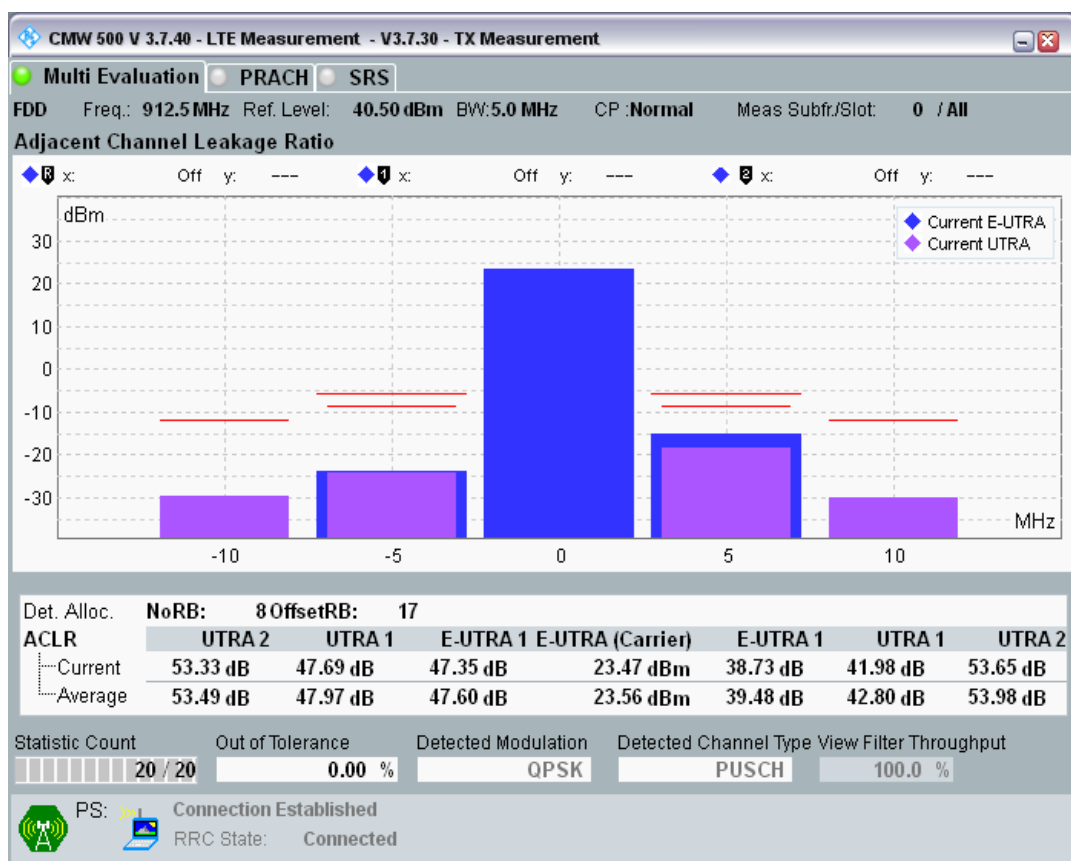 CMW 500 V 3.7.40 - LTE Measurement - V3.7.30 - TX Measurement
Multi Evaluation PRACH SRS
FDD Freq.: 912.5 MHz Ref. Level: 40.50 dBm BW:5.0 MHz CP :Normal Meas Subfr./Slot: 0 / All
Adjacent Channel Leakage Ratio
R x: Off y: --- 1 x: Off y: --- 2 x: Off y: ---
dBm
Current E-UTRA
Current UTRA
30
20
10
0
-10
-20
-30
MHz
-10 -5 0 5 10
Det. Alloc. NoRB: 8 OffsetRB: 17
ACLR UTRA 2 UTRA 1 E-UTRA 1 E-UTRA (Carrier) E-UTRA 1 UTRA 1 UTRA 2
Current 53.33 dB 47.69 dB 47.35 dB 23.47 dBm 38.73 dB 41.98 dB 53.65 dB
Average 53.49 dB 47.97 dB 47.60 dB 23.56 dBm 39.48 dB 42.80 dB 53.98 dB
Statistic Count Out of Tolerance Detected Modulation Detected Channel Type View Filter Throughput
20 / 20 0.00 % QPSK PUSCH 100.0 %
PS: Connection Established
RRC State: Connected